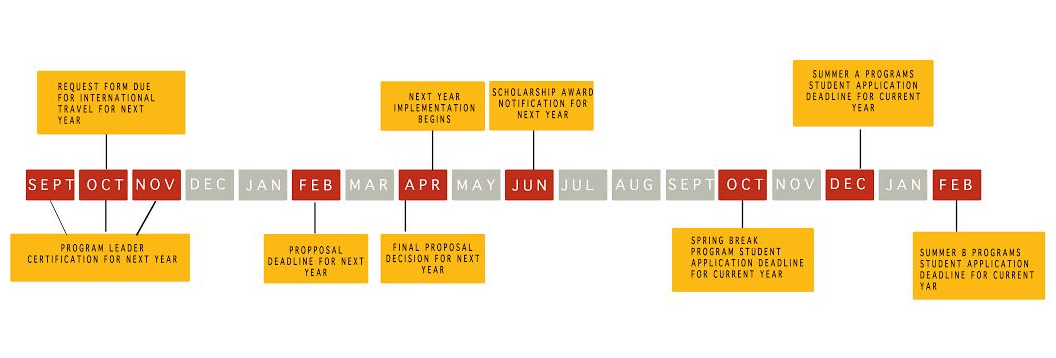 REQUEST FORM DUE
FOR INTERNATIONAL
TRAVEL FOR NEXT
YEAR
NEXT YEAR
IMPLEMENTATION
BEGINS
SCHOLARSHIP AWARD
NOTIFICATION FOR
NEXT YEAR
SUMMER A PROGRAMS
STUDENT APPLICATION
DEADLINE FOR CURRENT
YEAR
SEPT OCT NOV DEC JAN FEB MAR APR MAY JUN JUL AUG SEPT OCT NOV DEC JAN FEB
PROGRAM LEADER
CERTIFICATION FOR NEXT YEAR
PROPPOSAL
DEADLINE FOR NEXT
YEAR
FINAL PROPOSAL
DECISION FOR NEXT
YEAR
SPRING BREAK
PROGRAM STUDENT
APPLICATION DEADLINE
FOR CURRENT YEAR
SUMMER B PROGRAMS
STUDENT APPLICATION
DEADLINE FOR CURRENT
YAR